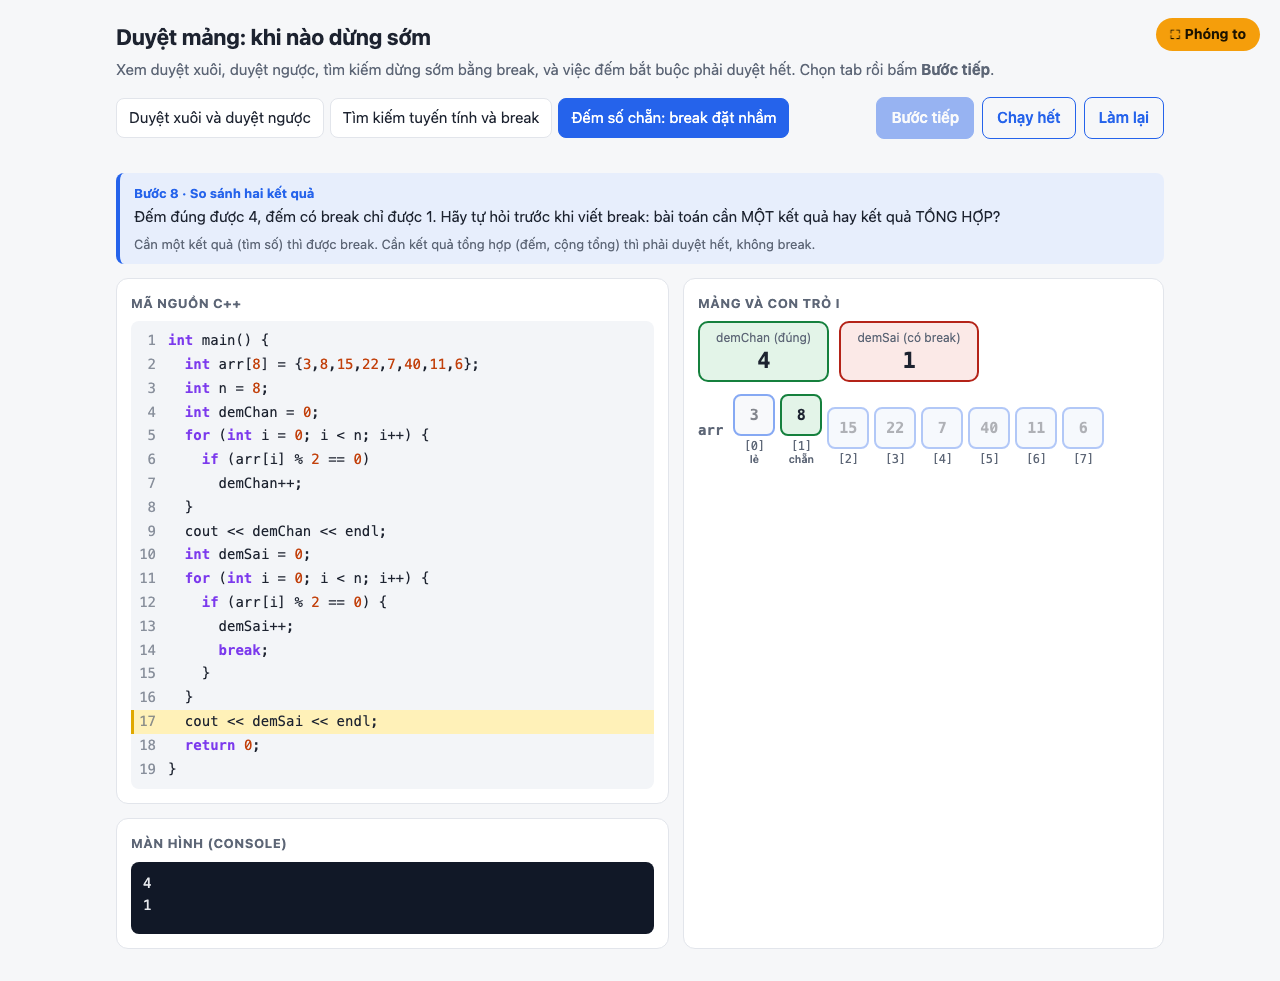 Duyệt mảng: khi nào dừng sớm
Phóng to
Xem duyệt xuôi, duyệt ngược, tìm kiếm dừng sớm bằng break, và việc đếm bắt buộc phải duyệt hết. Chọn tab rồi bấm Bước tiếp.
Duyệt xuôi và duyệt ngược
Tìm kiếm tuyến tính và break
Đếm số chẵn: break đặt nhầm
Bước tiếp
Chạy hết
Làm lại
Bước 8 · So sánh hai kết quả
Đếm đúng được 4, đếm có break chỉ được 1. Hãy tự hỏi trước khi viết break: bài toán cần MỘT kết quả hay kết quả TỔNG HỢP?
Cần một kết quả (tìm số) thì được break. Cần kết quả tổng hợp (đếm, cộng tổng) thì phải duyệt hết, không break.
MÃ NGUỒN C++
1 int main() {
2   int arr[8] = {3,8,15,22,7,40,11,6};
3   int n = 8;
4   int demChan = 0;
5   for (int i = 0; i < n; i++) {
6     if (arr[i] % 2 == 0)
7       demChan++;
8   }
9   cout << demChan << endl;
10   int demSai = 0;
11   for (int i = 0; i < n; i++) {
12     if (arr[i] % 2 == 0) {
13       demSai++;
14       break;
15     }
16   }
17   cout << demSai << endl;
18   return 0;
19 }
MÀN HÌNH (CONSOLE)
4
1
MẢNG VÀ CON TRỎ I
demChan (đúng)
4
demSai (có break)
1
arr 3 8 15 22 7 40 11 6
[0] [1] [2] [3] [4] [5] [6] [7]
lẻ chẵn